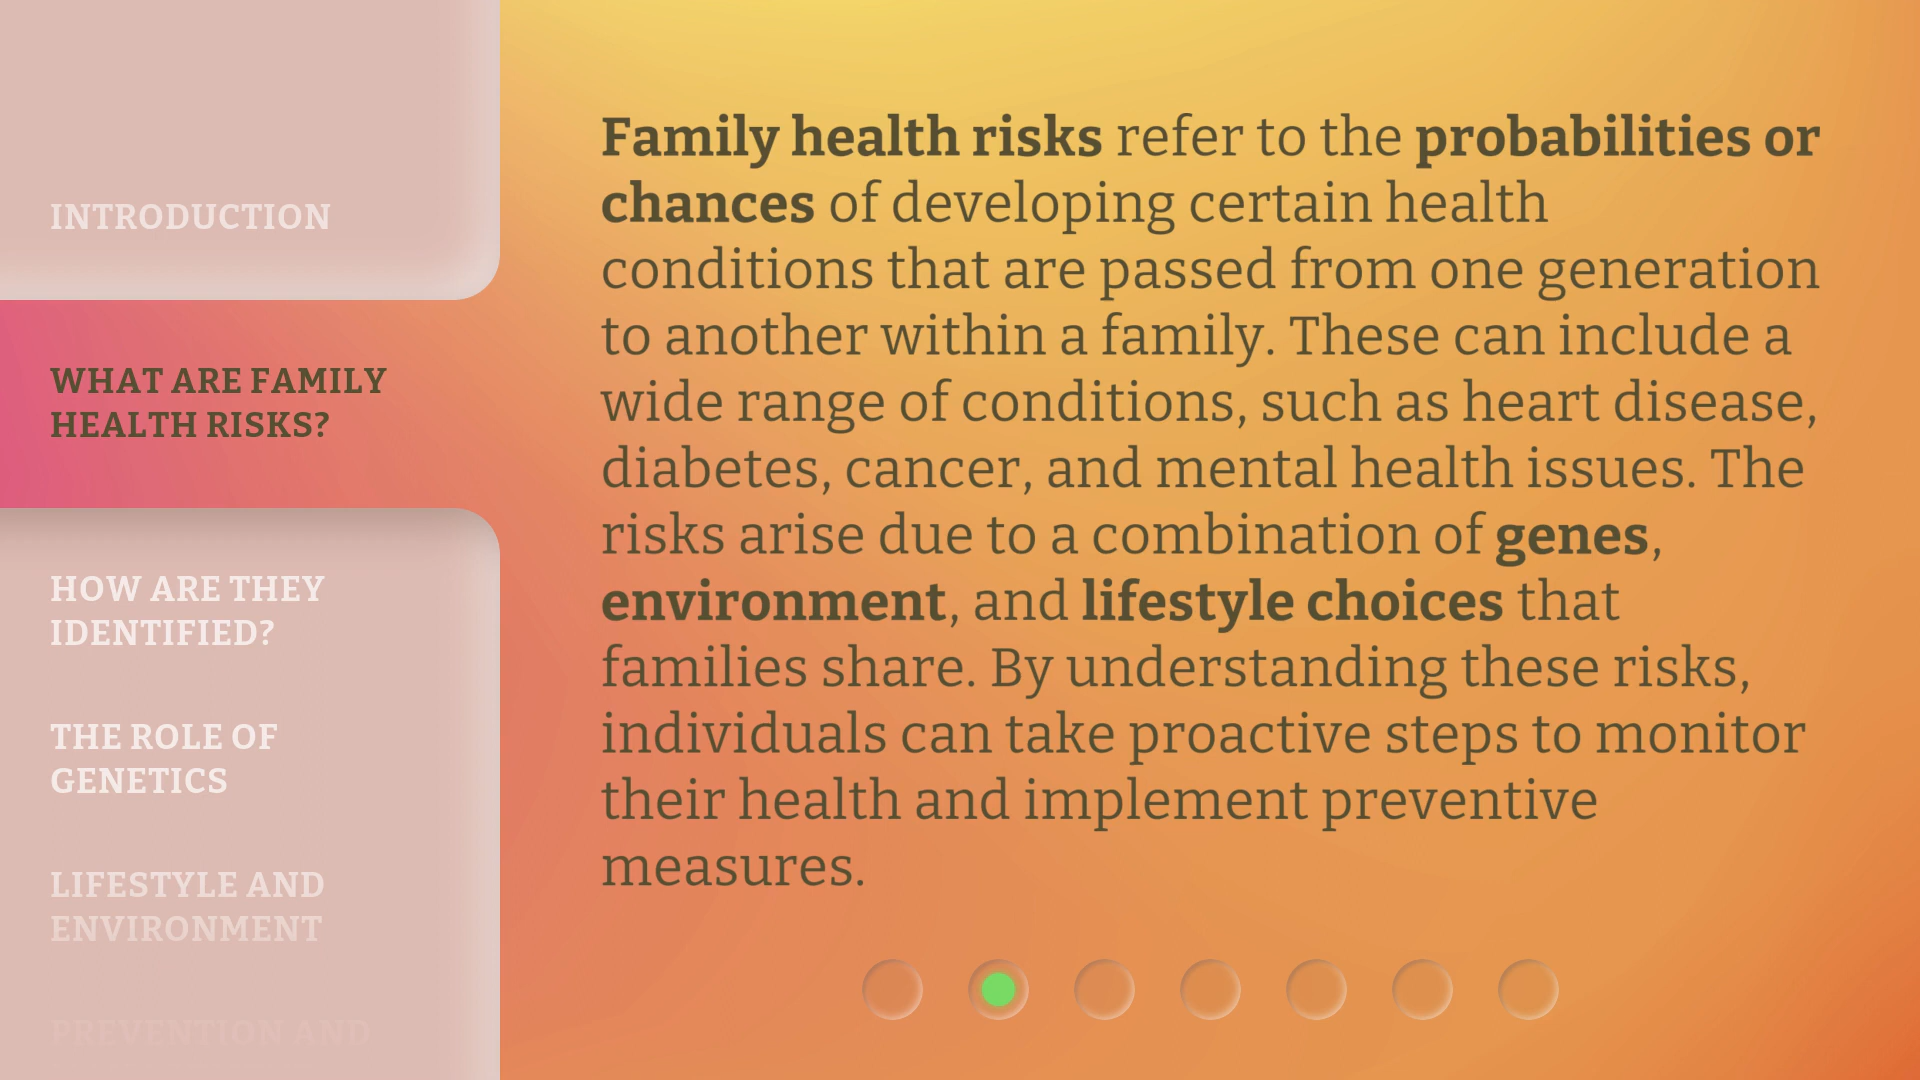 INTRODUCTION
WHAT ARE FAMILY
HEALTH RISKS?
HOW ARE THEY
IDENTIFIED?
THE ROLE OF
GENETICS
LIFESTYLE AND
ENVIRONMENT
PREVENTION AND
Family health risks refer to the probabilities or
chances of developing certain health
conditions that are passed from one generation
to another within a family. These can include a
wide range of conditions, such as heart disease,
diabetes, cancer, and mental health issues. The
risks arise due to a combination of genes,
environment, and lifestyle choices that
families share. By understanding these risks,
individuals can take proactive steps to monitor
their health and implement preventive
measures.